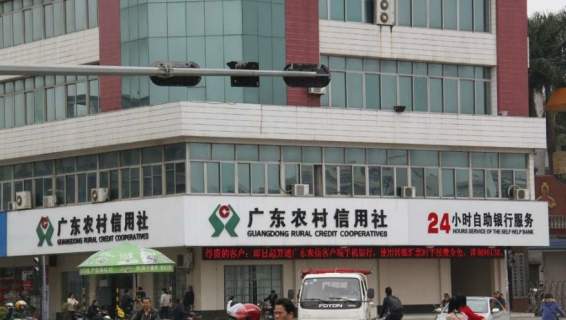 广东农村信用社
GUANGDONG RURAL CREDIT COOPERATIVES
广东农村信用社
GUANGDONG RURAL CREDIT COOPERATIVES
24小时自动银行服务
HOURS SERVICE OF THE SELF HELP BANK
FOTON